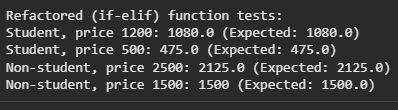 Refactored (if-elif) function tests:
Student, price 1200: 1080.0 (Expected: 1080.0)
Student, price 500: 475.0 (Expected: 475.0)
Non-student, price 2500: 2125.0 (Expected: 2125.0)
Non-student, price 1500: 1500 (Expected: 1500.0)